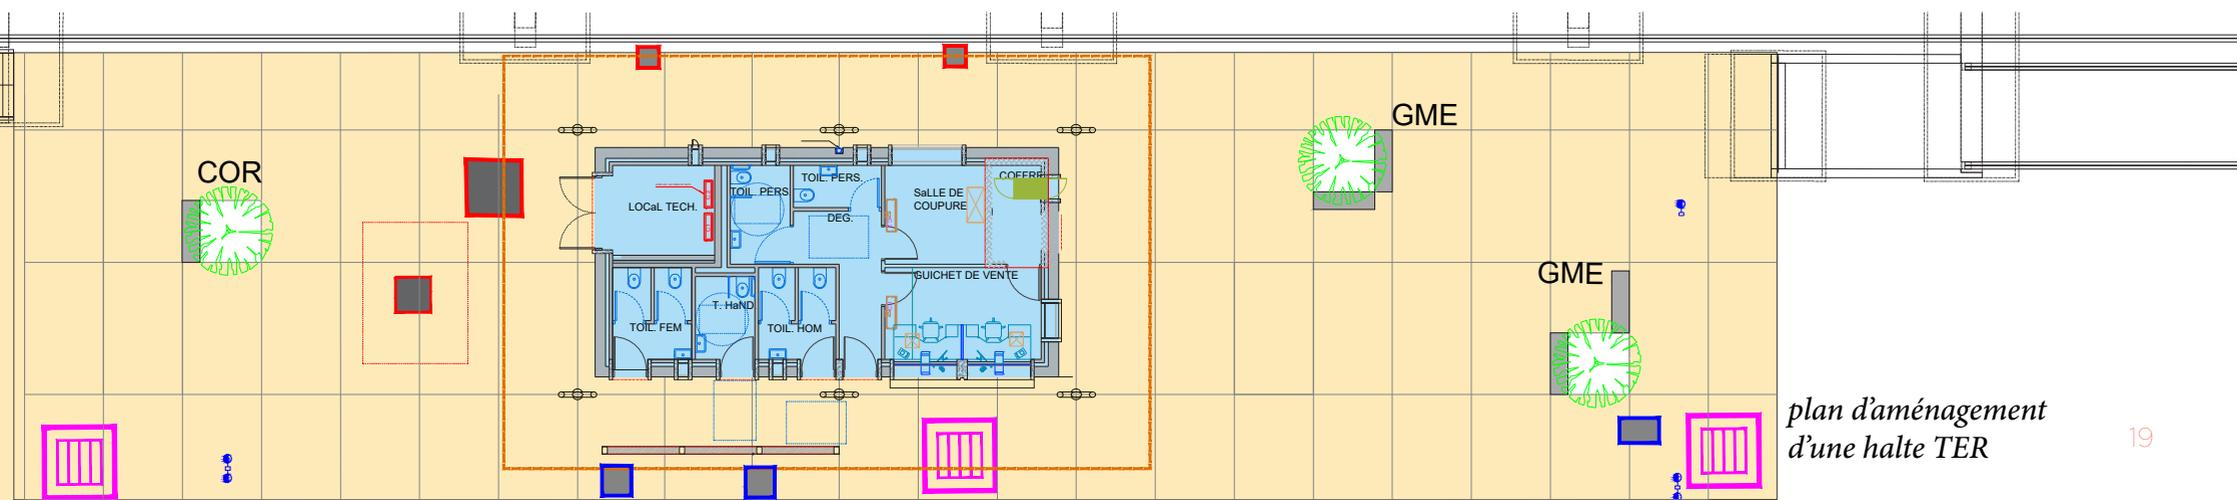 COR
GME
LOCaL TECH.
TOIL. PERS.
TOIL. PERS.
DEG.
SaLLE DE
COUPURE
COFFRE
GUICHET DE VENTE
T. HaND
TOIL. FEM
TOIL. HOM
GME
plan d’aménagement
d’une halte TER
19